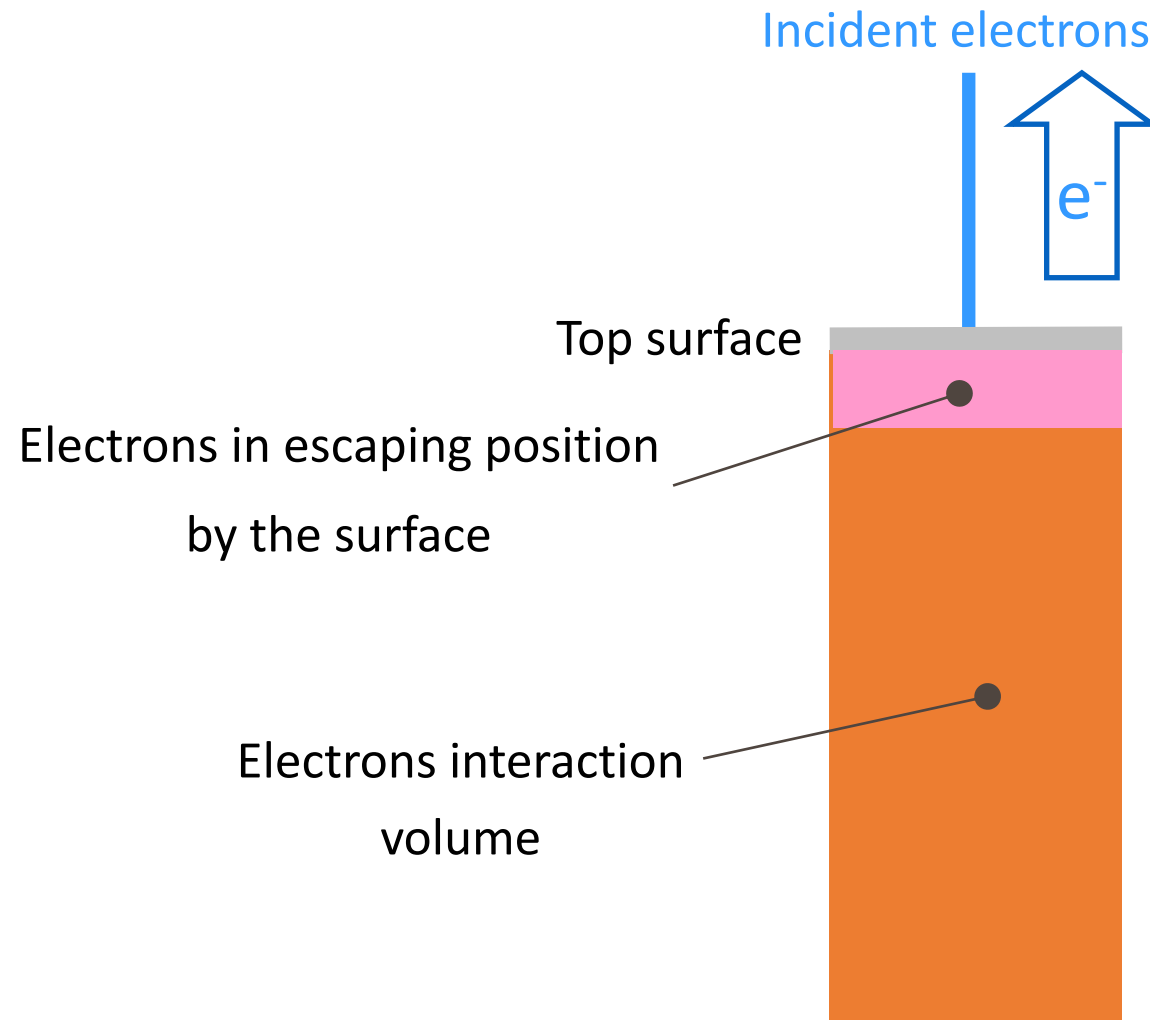 Incident electrons
e-
Top surface
Electrons in escaping position
by the surface
Electrons interaction
volume